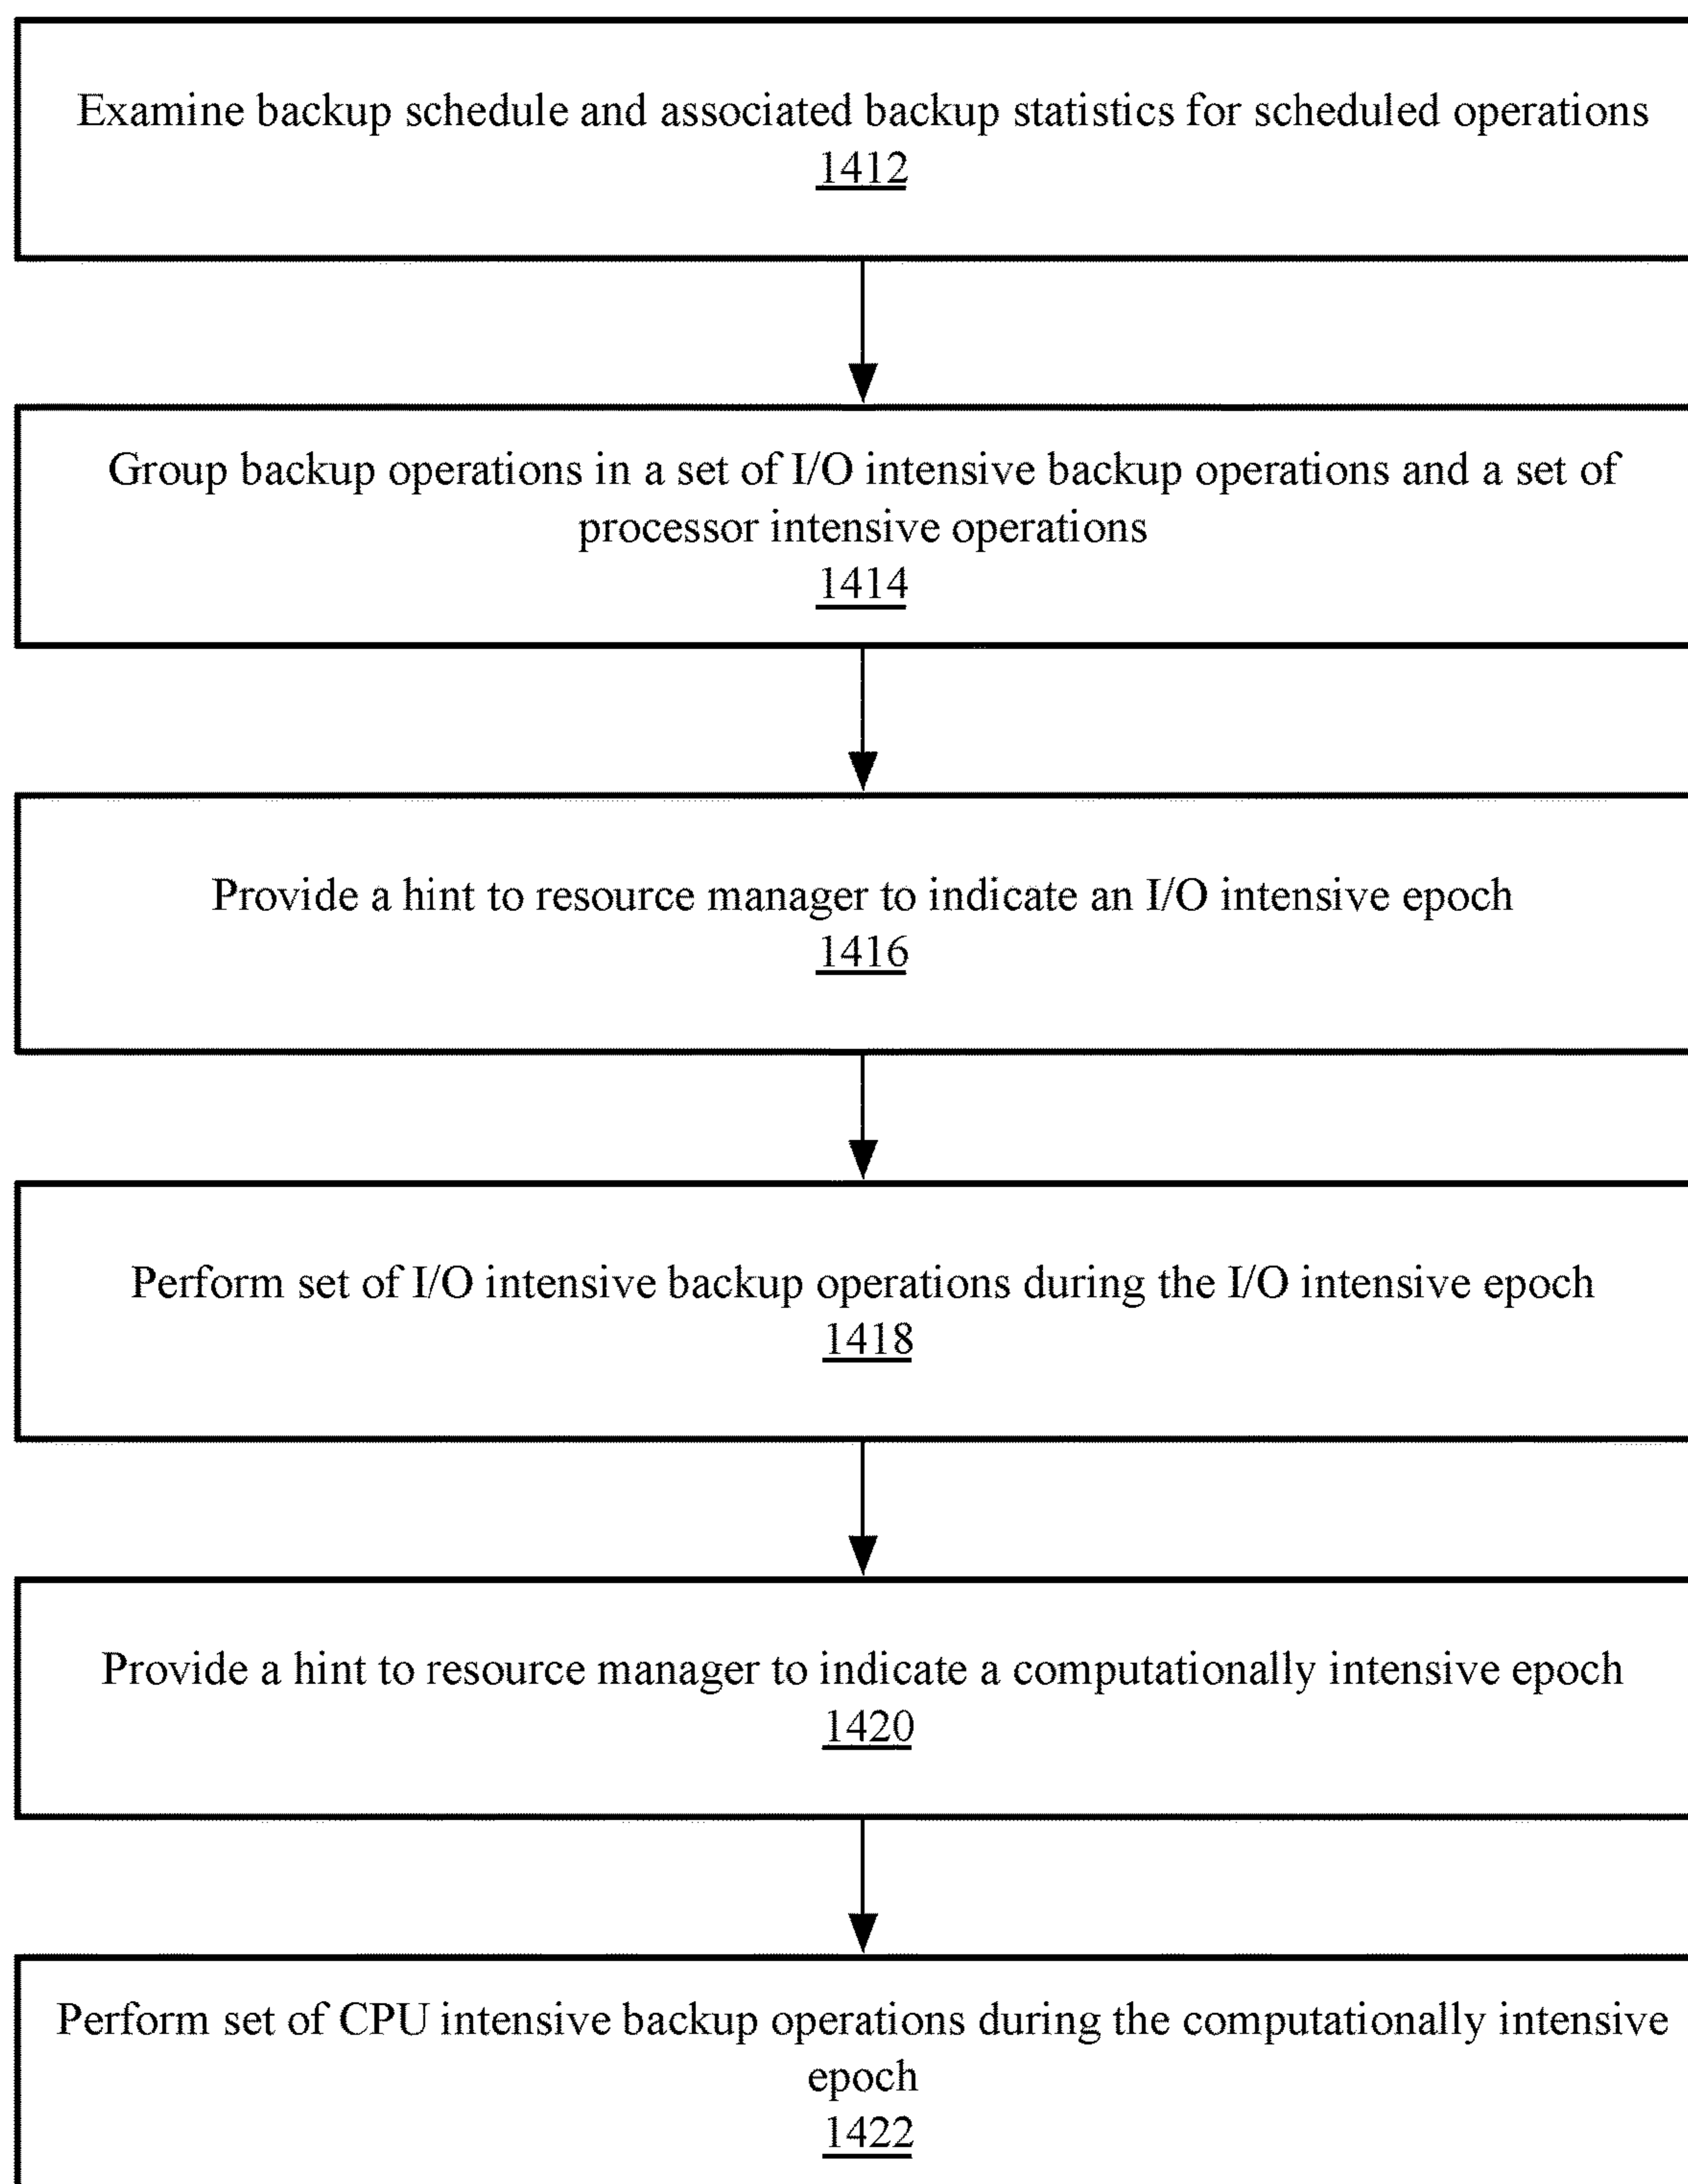 Examine backup schedule and associated backup statistics for scheduled operations
1412
Group backup operations in a set of I/O intensive backup operations and a set of
processor intensive operations
1414
Provide a hint to resource manager to indicate an I/O intensive epoch
1416
Perform set of I/O intensive backup operations during the I/O intensive epoch
1418
Provide a hint to resource manager to indicate a computationally intensive epoch
1420
Perform set of CPU intensive backup operations during the computationally intensive
epoch
1422